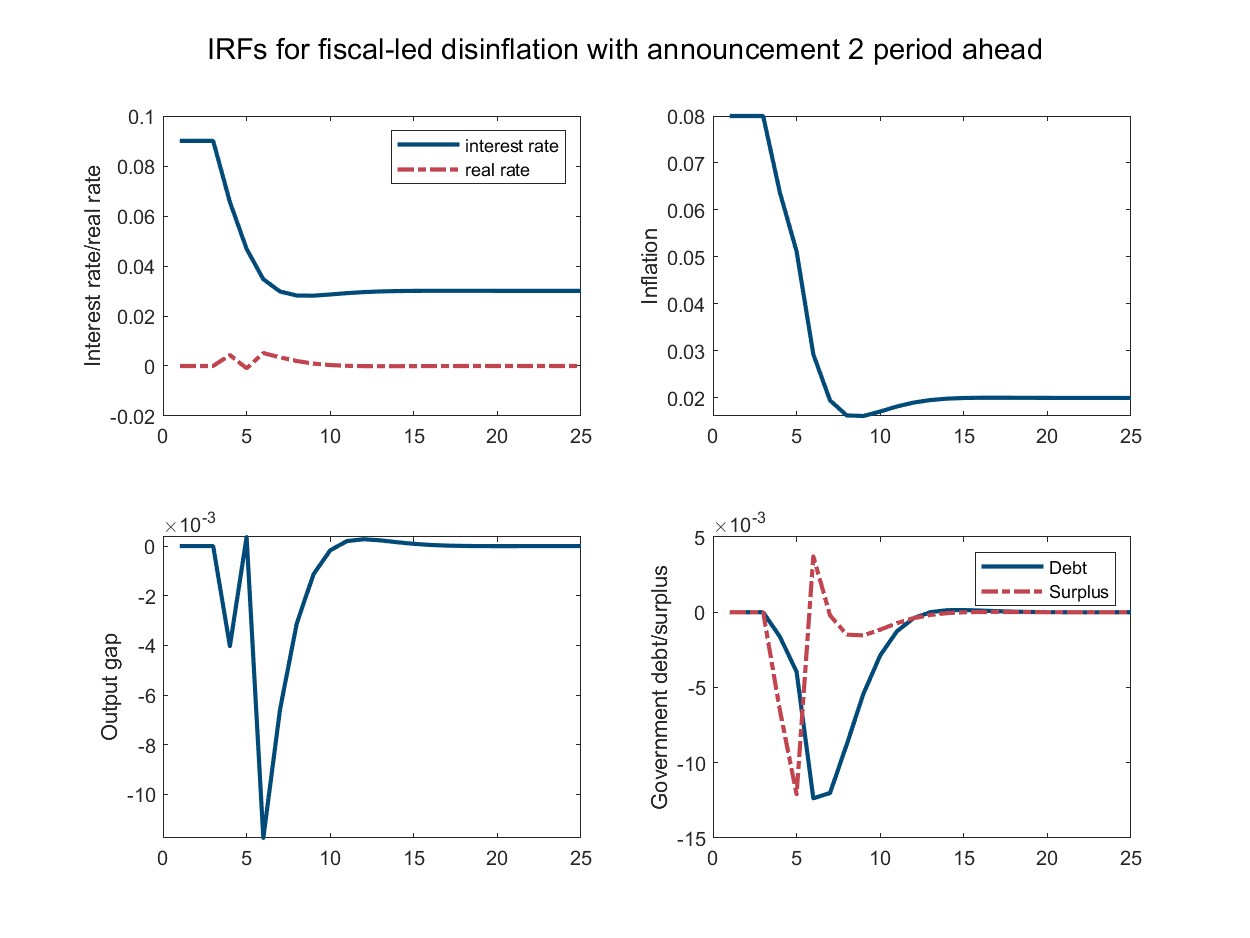 IRFs for fiscal-led disinflation with announcement 2 period ahead
Interest rate/real rate
0.1
0.08
0.06
0.04
0.02
0
-0.02
0 5 10 15 20 25
interest rate
real rate
Inflation
0.08
0.07
0.06
0.05
0.04
0.03
0.02
0 5 10 15 20 25
Output gap
×10-3
0
-2
-4
-6
-8
-10
0 5 10 15 20 25
Government debt/surplus
×10-3
5
0
-5
-10
-15
0 5 10 15 20 25
Debt
Surplus